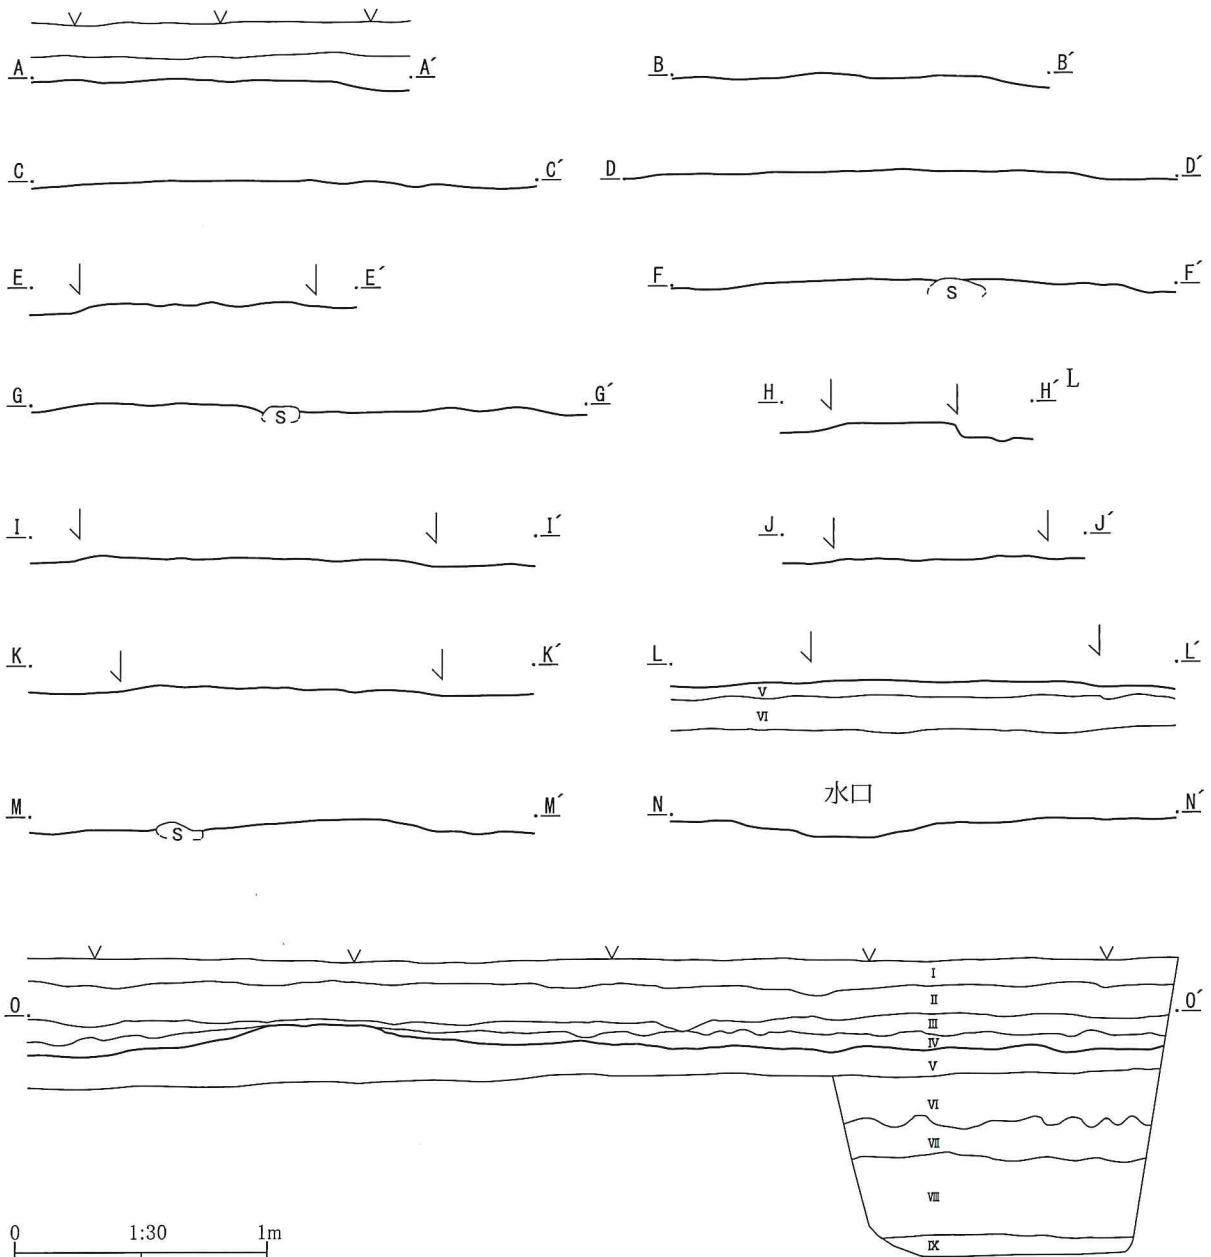 A A´ B B´
C C´ D D´
E E´ F F´
S
G G´ H H´ L
S
I I´ J J´
K K´ L L´
V
VI
水口
M M´ N N´
S
I
II
O O´
III
IV
V
VI
VII
VIII
IX
0 1:30 1m